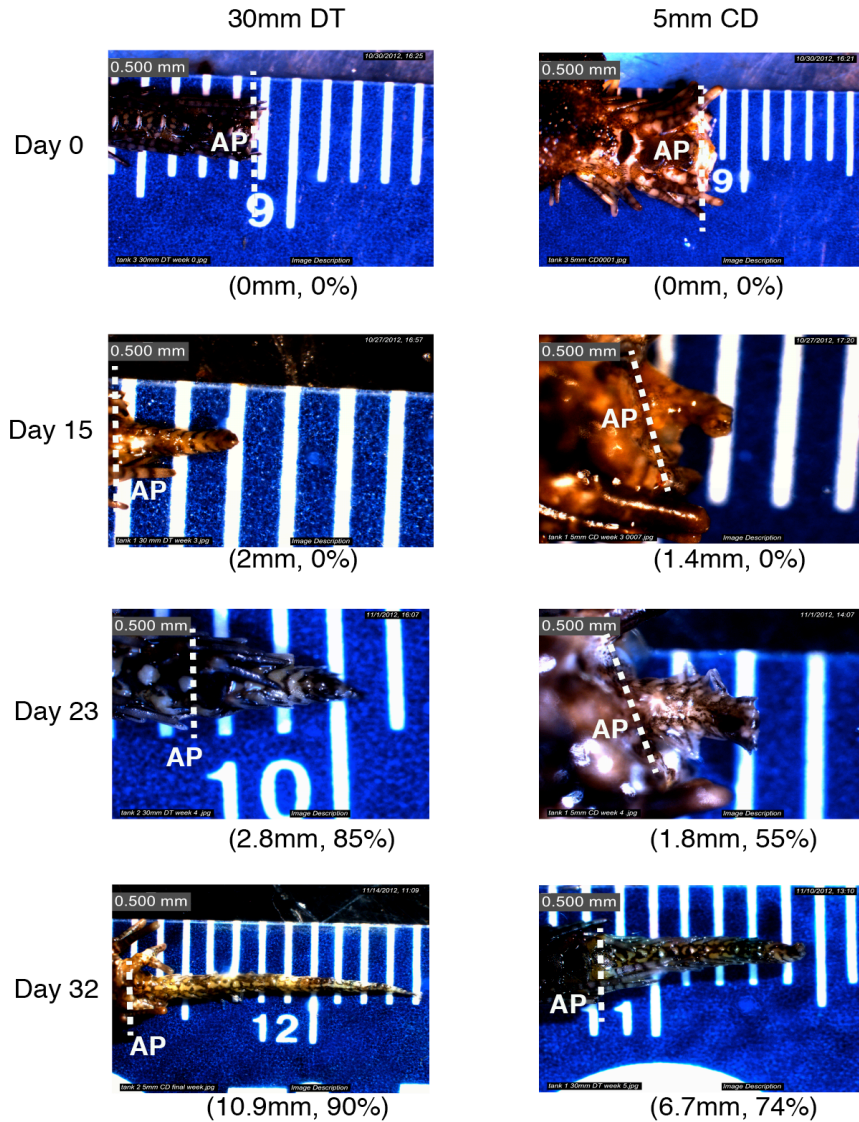 30mm DT
5mm CD
Day 0
0.500 mm
10/30/2012, 16:25
AP
9
tank 3 30mm DT week 0.jpg
Image Description
(0mm, 0%)
0.500 mm
10/30/2012, 16:21
AP
9
tank 3 5mm CD0001.jpg
Image Description
(0mm, 0%)
Day 15
0.500 mm
10/27/2012, 16:57
AP
tank 1 30 mm DT week 3.jpg
Image Description
(2mm, 0%)
0.500 mm
10/27/2012, 17:20
AP
tank 1 5mm CD week 3 0007.jpg
Image Description
(1.4mm, 0%)
Day 23
0.500 mm
11/1/2012, 16:07
AP
10
tank 2 30mm DT week 4 .jpg
Image Description
(2.8mm, 85%)
0.500 mm
11/1/2012, 14:07
AP
tank 1 5mm CD week 4 .jpg
Image Description
(1.8mm, 55%)
Day 32
0.500 mm
11/14/2012, 11:09
AP
12
tank 2 5mm CD final week.jpg
Image Description
(10.9mm, 90%)
0.500 mm
11/10/2012, 13:10
AP
1
tank 1 30mm DT week 5.jpg
Image Description
(6.7mm, 74%)